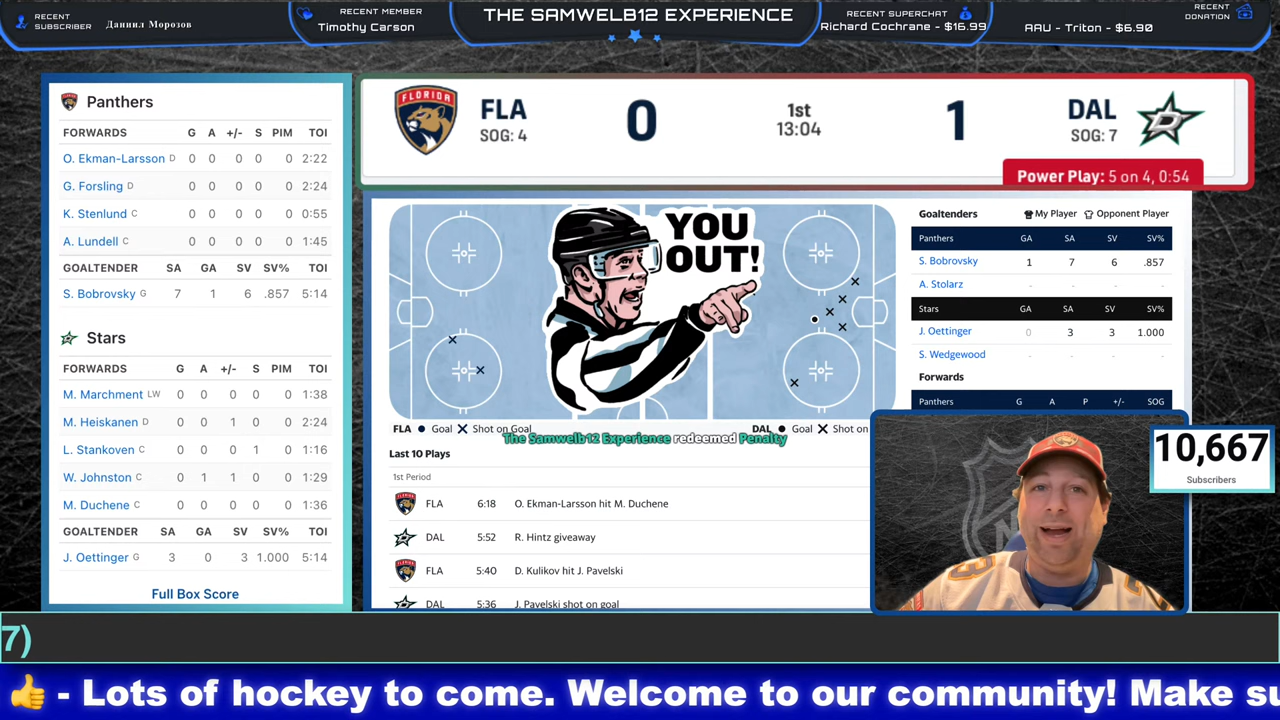 RECENT
SUBSCRIBER
Даниил Морозов
RECENT MEMBER
Timothy Carson
THE SAMWELB12 EXPERIENCE
RECENT SUPERCHAT
Richard Cochrane - $16.99
RECENT
DONATION
AAU - Triton - $6.90
Panthers
FORWARDS G A +/- S PIM TOI
O. Ekman-Larsson D 0 0 0 0 0 2:22
G. Forsling D 0 0 0 0 0 2:24
K. Stenlund C 0 0 0 0 0 0:55
A. Lundell C 0 0 0 0 0 1:45
GOALTENDER SA GA SV SV% TOI
S. Bobrovsky G 7 1 6 .857 5:14
Stars
FORWARDS G A +/- S PIM TOI
M. Marchment LW 0 0 0 0 0 1:38
M. Heiskanen D 0 0 1 0 0 2:24
L. Stankoven C 0 0 0 1 0 1:16
W. Johnston C 0 1 1 0 0 1:29
M. Duchene C 0 0 0 0 0 1:36
GOALTENDER SA GA SV SV% TOI
J. Oettinger G 3 0 3 1.000 5:14
Full Box Score
FLORIDA
FLA
SOG: 4
0
1st
13:04
1
DAL
SOG: 7
D
Power Play: 5 on 4, 0:54
YOU
OUT!
FLA Goal Shot on Goal
DAL Goal Shot on
The Samwelb12 Experience redeemed Penalty
Last 10 Plays
1st Period
FLA 6:18 O. Ekman-Larsson hit M. Duchene
DAL 5:52 R. Hintz giveaway
FLA 5:40 D. Kulikov hit J. Pavelski
DAL 5:36 J. Pavelski shot on goal
Goaltenders My Player Opponent Player
Panthers GA SA SV SV%
S. Bobrovsky 1 7 6 .857
A. Stolarz - - - -
Stars GA SA SV SV%
J. Oettinger 0 3 3 1.000
S. Wedgewood - - - -
Forwards
Panthers G A P +/- SOG
10,667
Subscribers
7)
👍 - Lots of hockey to come. Welcome to our community! Make su